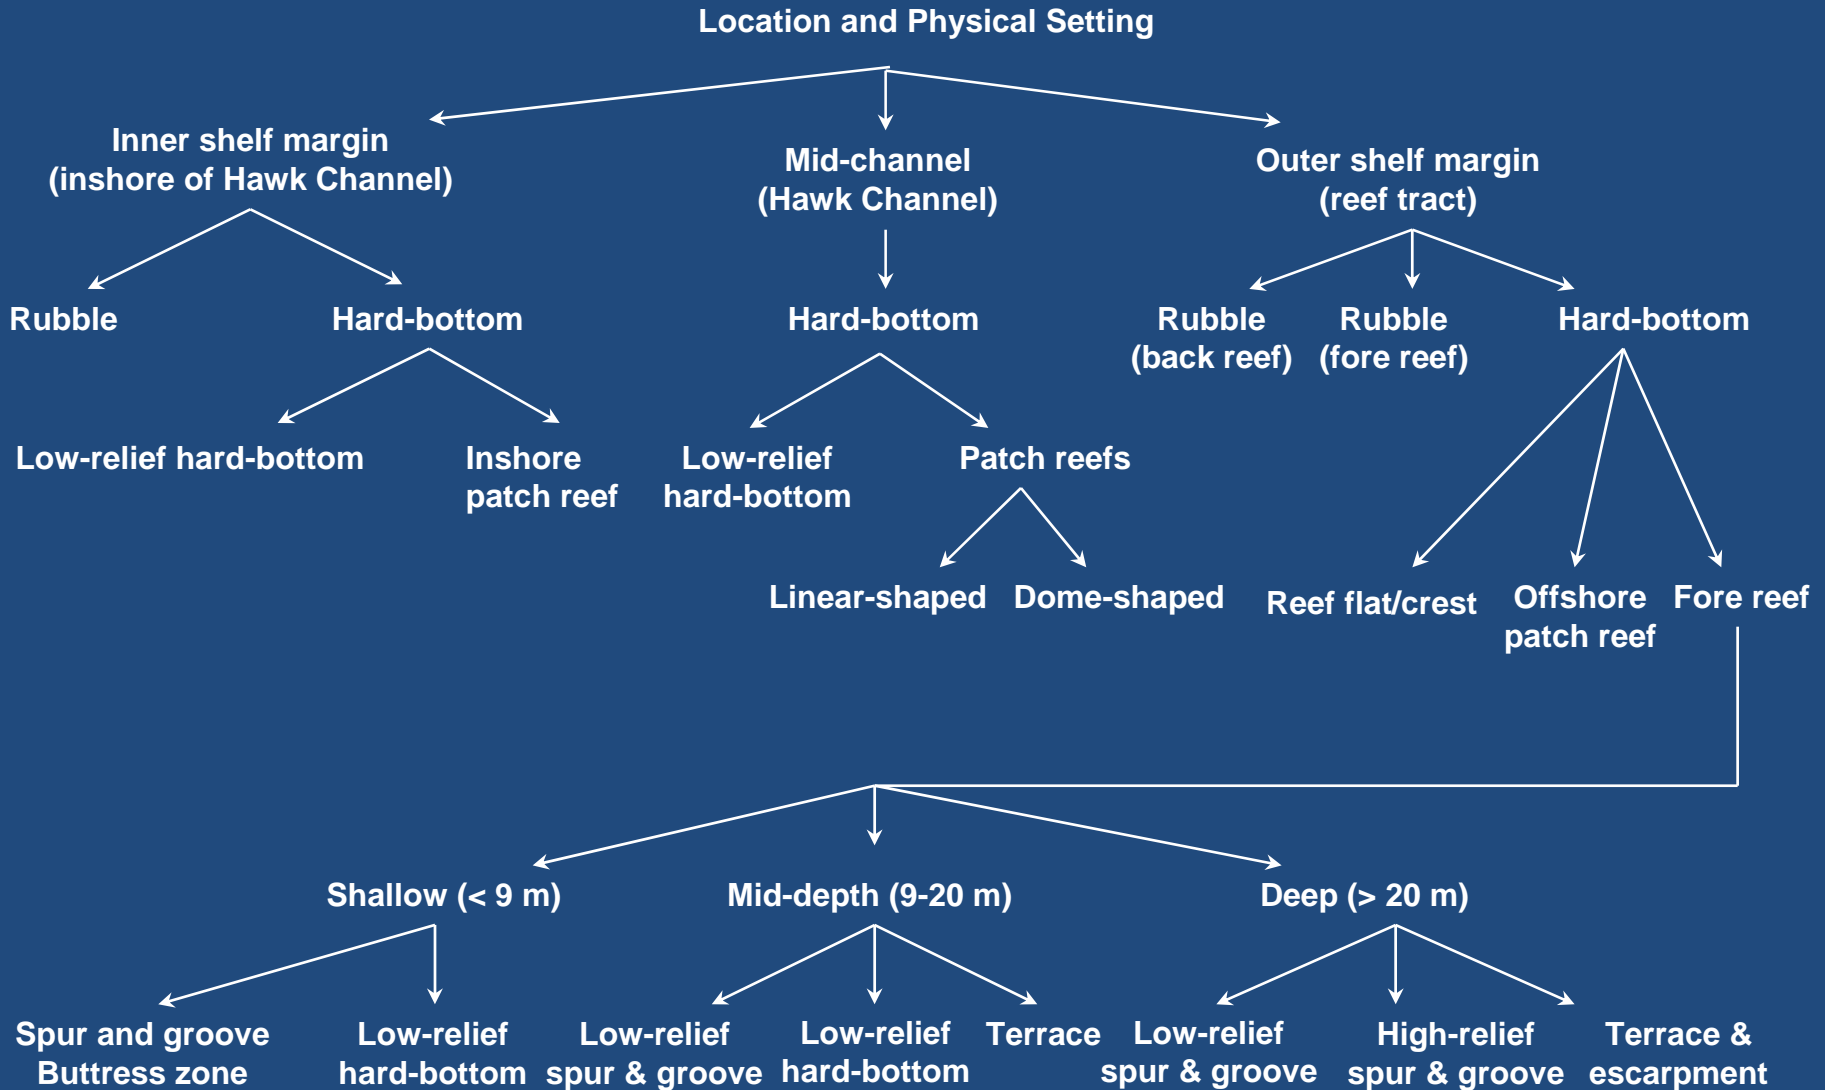 Location and Physical Setting
Inner shelf margin
(inshore of Hawk Channel)
Mid-channel
(Hawk Channel)
Outer shelf margin
(reef tract)
Rubble
Hard-bottom
Hard-bottom
Rubble
(back reef)
Rubble
(fore reef)
Hard-bottom
Low-relief hard-bottom
Inshore
patch reef
Low-relief
hard-bottom
Patch reefs
Linear-shaped
Dome-shaped
Reef flat/crest
Offshore
patch reef
Fore reef
Shallow (< 9 m)
Mid-depth (9-20 m)
Deep (> 20 m)
Spur and groove
Buttress zone
Low-relief
hard-bottom
Low-relief
spur & groove
Low-relief
hard-bottom
Terrace
Low-relief
spur & groove
High-relief
spur & groove
Terrace &
escarpment